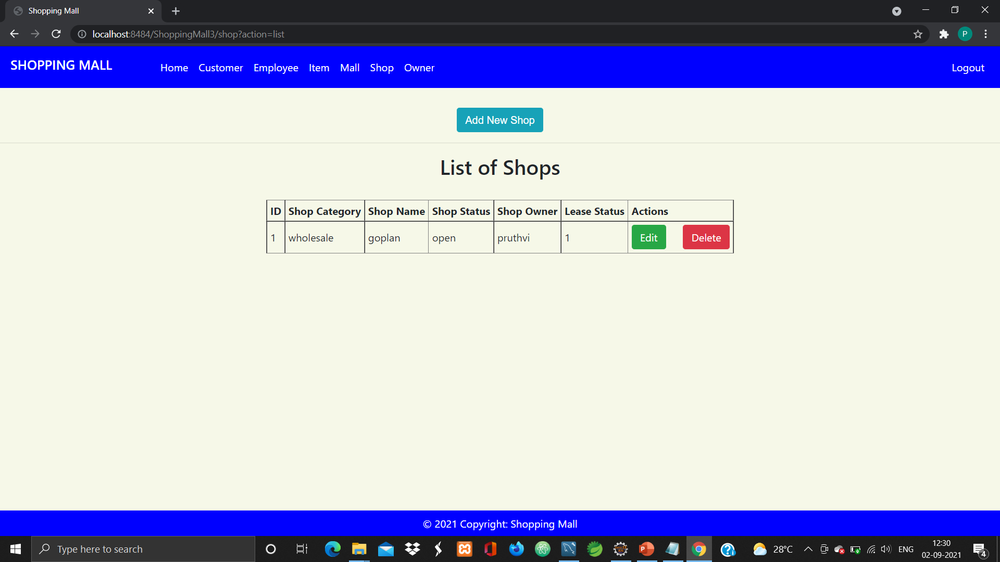 Shopping Mall
localhost:8484/ShoppingMall3/shop?action=list
P
SHOPPING MALL Home Customer Employee Item Mall Shop Owner Logout
Add New Shop
List of Shops
ID Shop Category Shop Name Shop Status Shop Owner Lease Status Actions
1 wholesale goplan open pruthvi 1 Edit Delete
© 2021 Copyright: Shopping Mall
Type here to search
28°C
ENG
12:30
02-09-2021
4